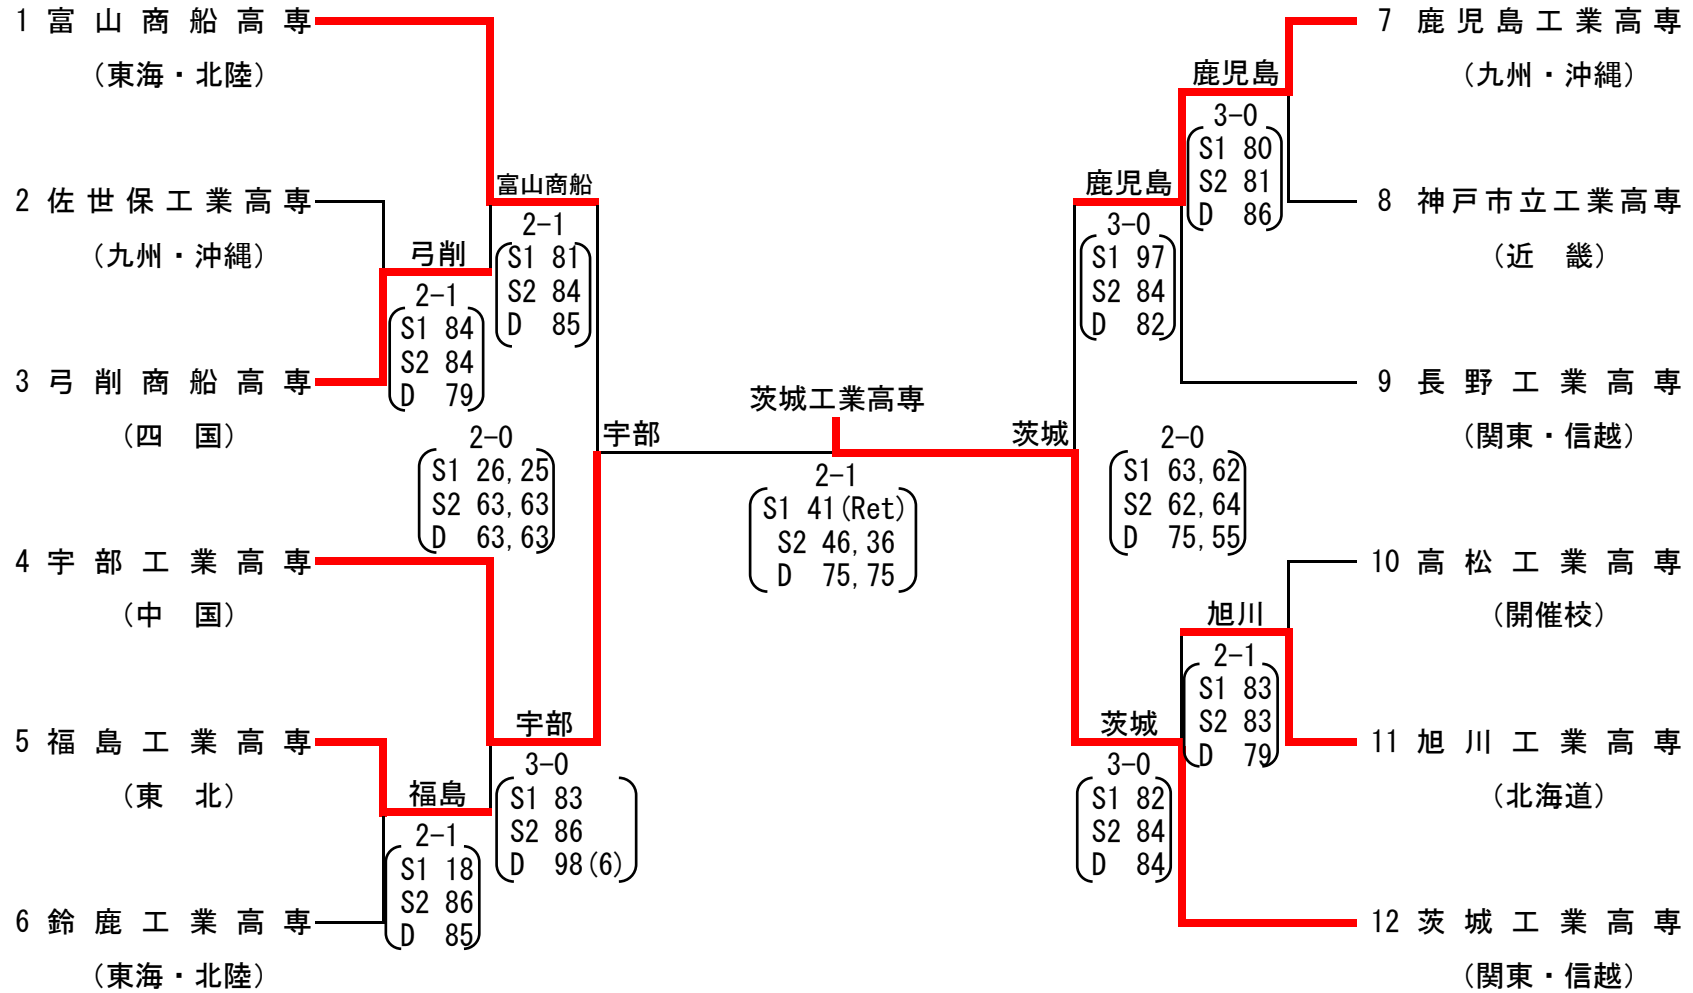 1 富山商船高専
(東海・北陸)
2 佐世保工業高専
(九州・沖縄)
3 弓削商船高専
(四 国)
4 宇部工業高専
(中 国)
5 福島工業高専
(東 北)
6 鈴鹿工業高専
(東海・北陸)
弓削
2-1
S1 84
S2 84
D 79
富山商船
2-1
S1 81
S2 84
D 85
福島
2-1
S1 18
S2 86
D 85
宇部
3-0
S1 83
S2 86
D 98(6)
宇部
2-0
S1 26,25
S2 63,63
D 63,63
茨城工業高専
2-1
S1 41(Ret)
S2 46,36
D 75,75
茨城
2-0
S1 63,62
S2 62,64
D 75,55
鹿児島
3-0
S1 97
S2 84
D 82
鹿児島
3-0
S1 80
S2 81
D 86
旭川
2-1
S1 83
S2 83
D 79
茨城
3-0
S1 82
S2 84
D 84
7 鹿児島工業高専
(九州・沖縄)
8 神戸市立工業高専
(近 畿)
9 長野工業高専
(関東・信越)
10 高松工業高専
(開催校)
11 旭川工業高専
(北海道)
12 茨城工業高専
(関東・信越)